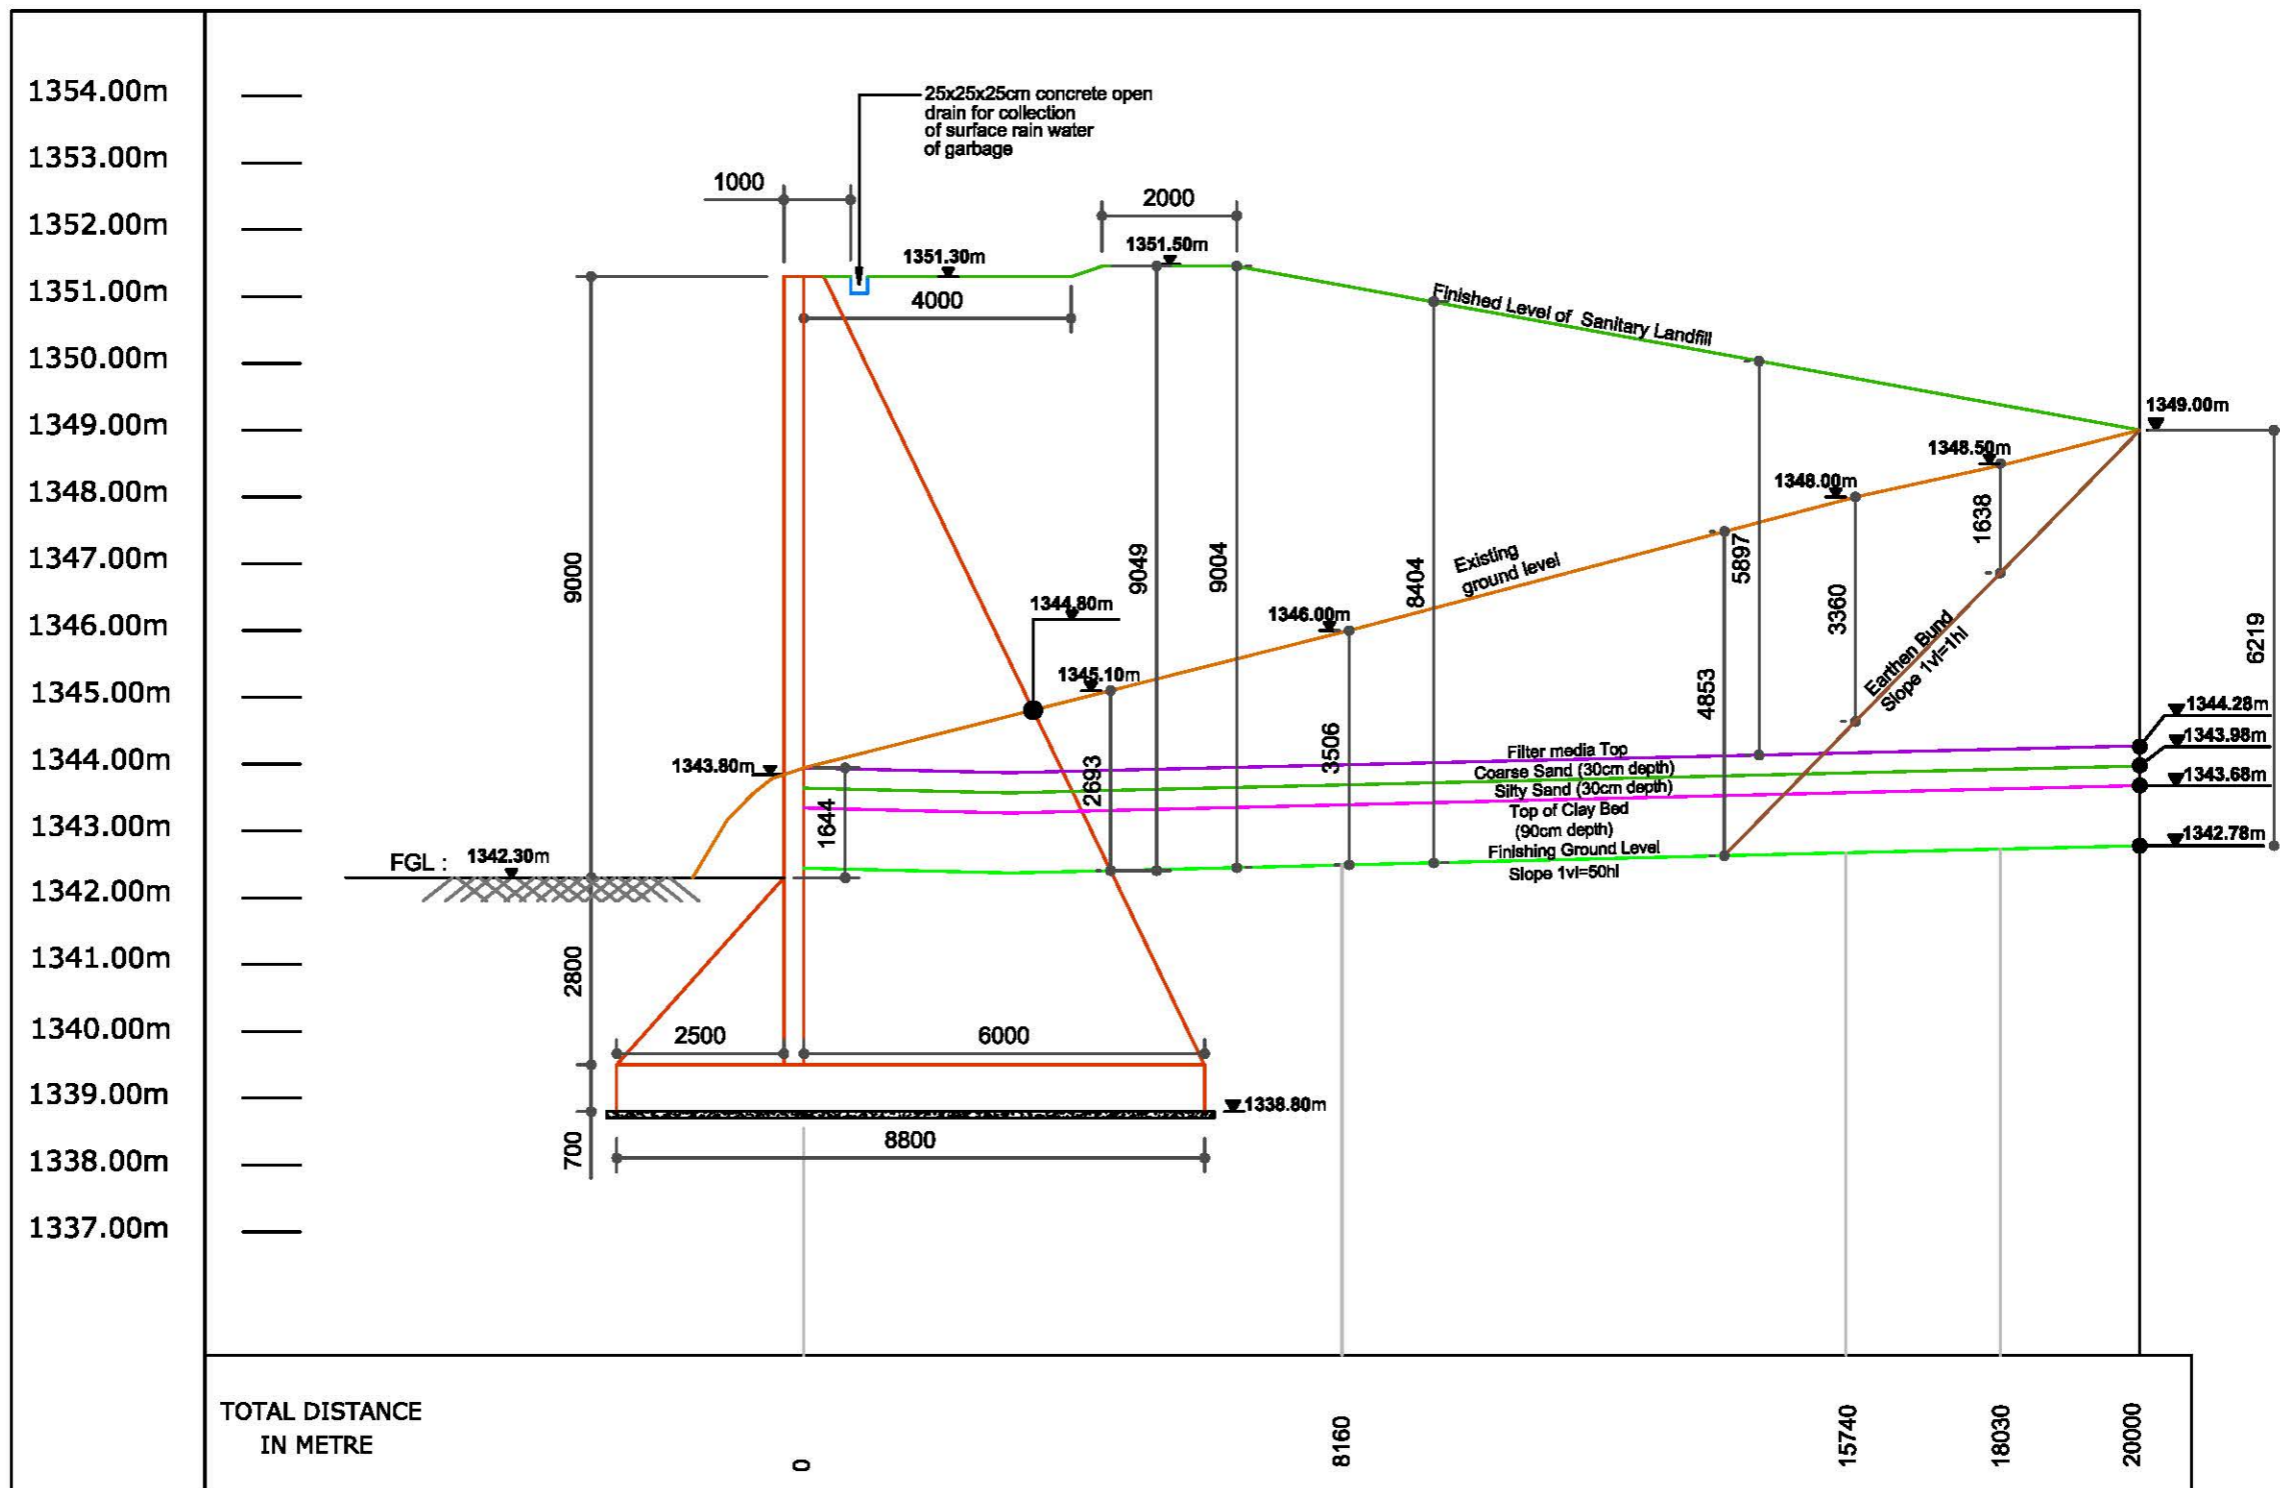 1354.00m
1353.00m
1352.00m
1351.00m
1350.00m
1349.00m
1348.00m
1347.00m
1346.00m
1345.00m
1344.00m
1343.00m
1342.00m
1341.00m
1340.00m
1339.00m
1338.00m
1337.00m
25x25x25cm concrete open
drain for collection
of surface rain water
of garbage
1000
2000
1351.30m
1351.50m
4000
Finished Level of Sanitary Landfill
1349.00m
1348.50m
1348.00m
1638
9000
9049
9004
8404
Existing
ground level
5897
3360
1344.80m
1346.00m
6219
1345.10m
Earthen Bund
Slope 1vl=1hl
4853
1344.28m
1343.98m
1343.68m
1342.78m
1343.80m
2693
3506
1644
Filter media Top
Coarse Sand (30cm depth)
Silty Sand (30cm depth)
Top of Clay Bed
(90cm depth)
Finishing Ground Level
Slope 1vl=50hl
FGL : 1342.30m
2800
2500
6000
1338.80m
700
8800
TOTAL DISTANCE
IN METRE
0
8160
15740
18030
20000